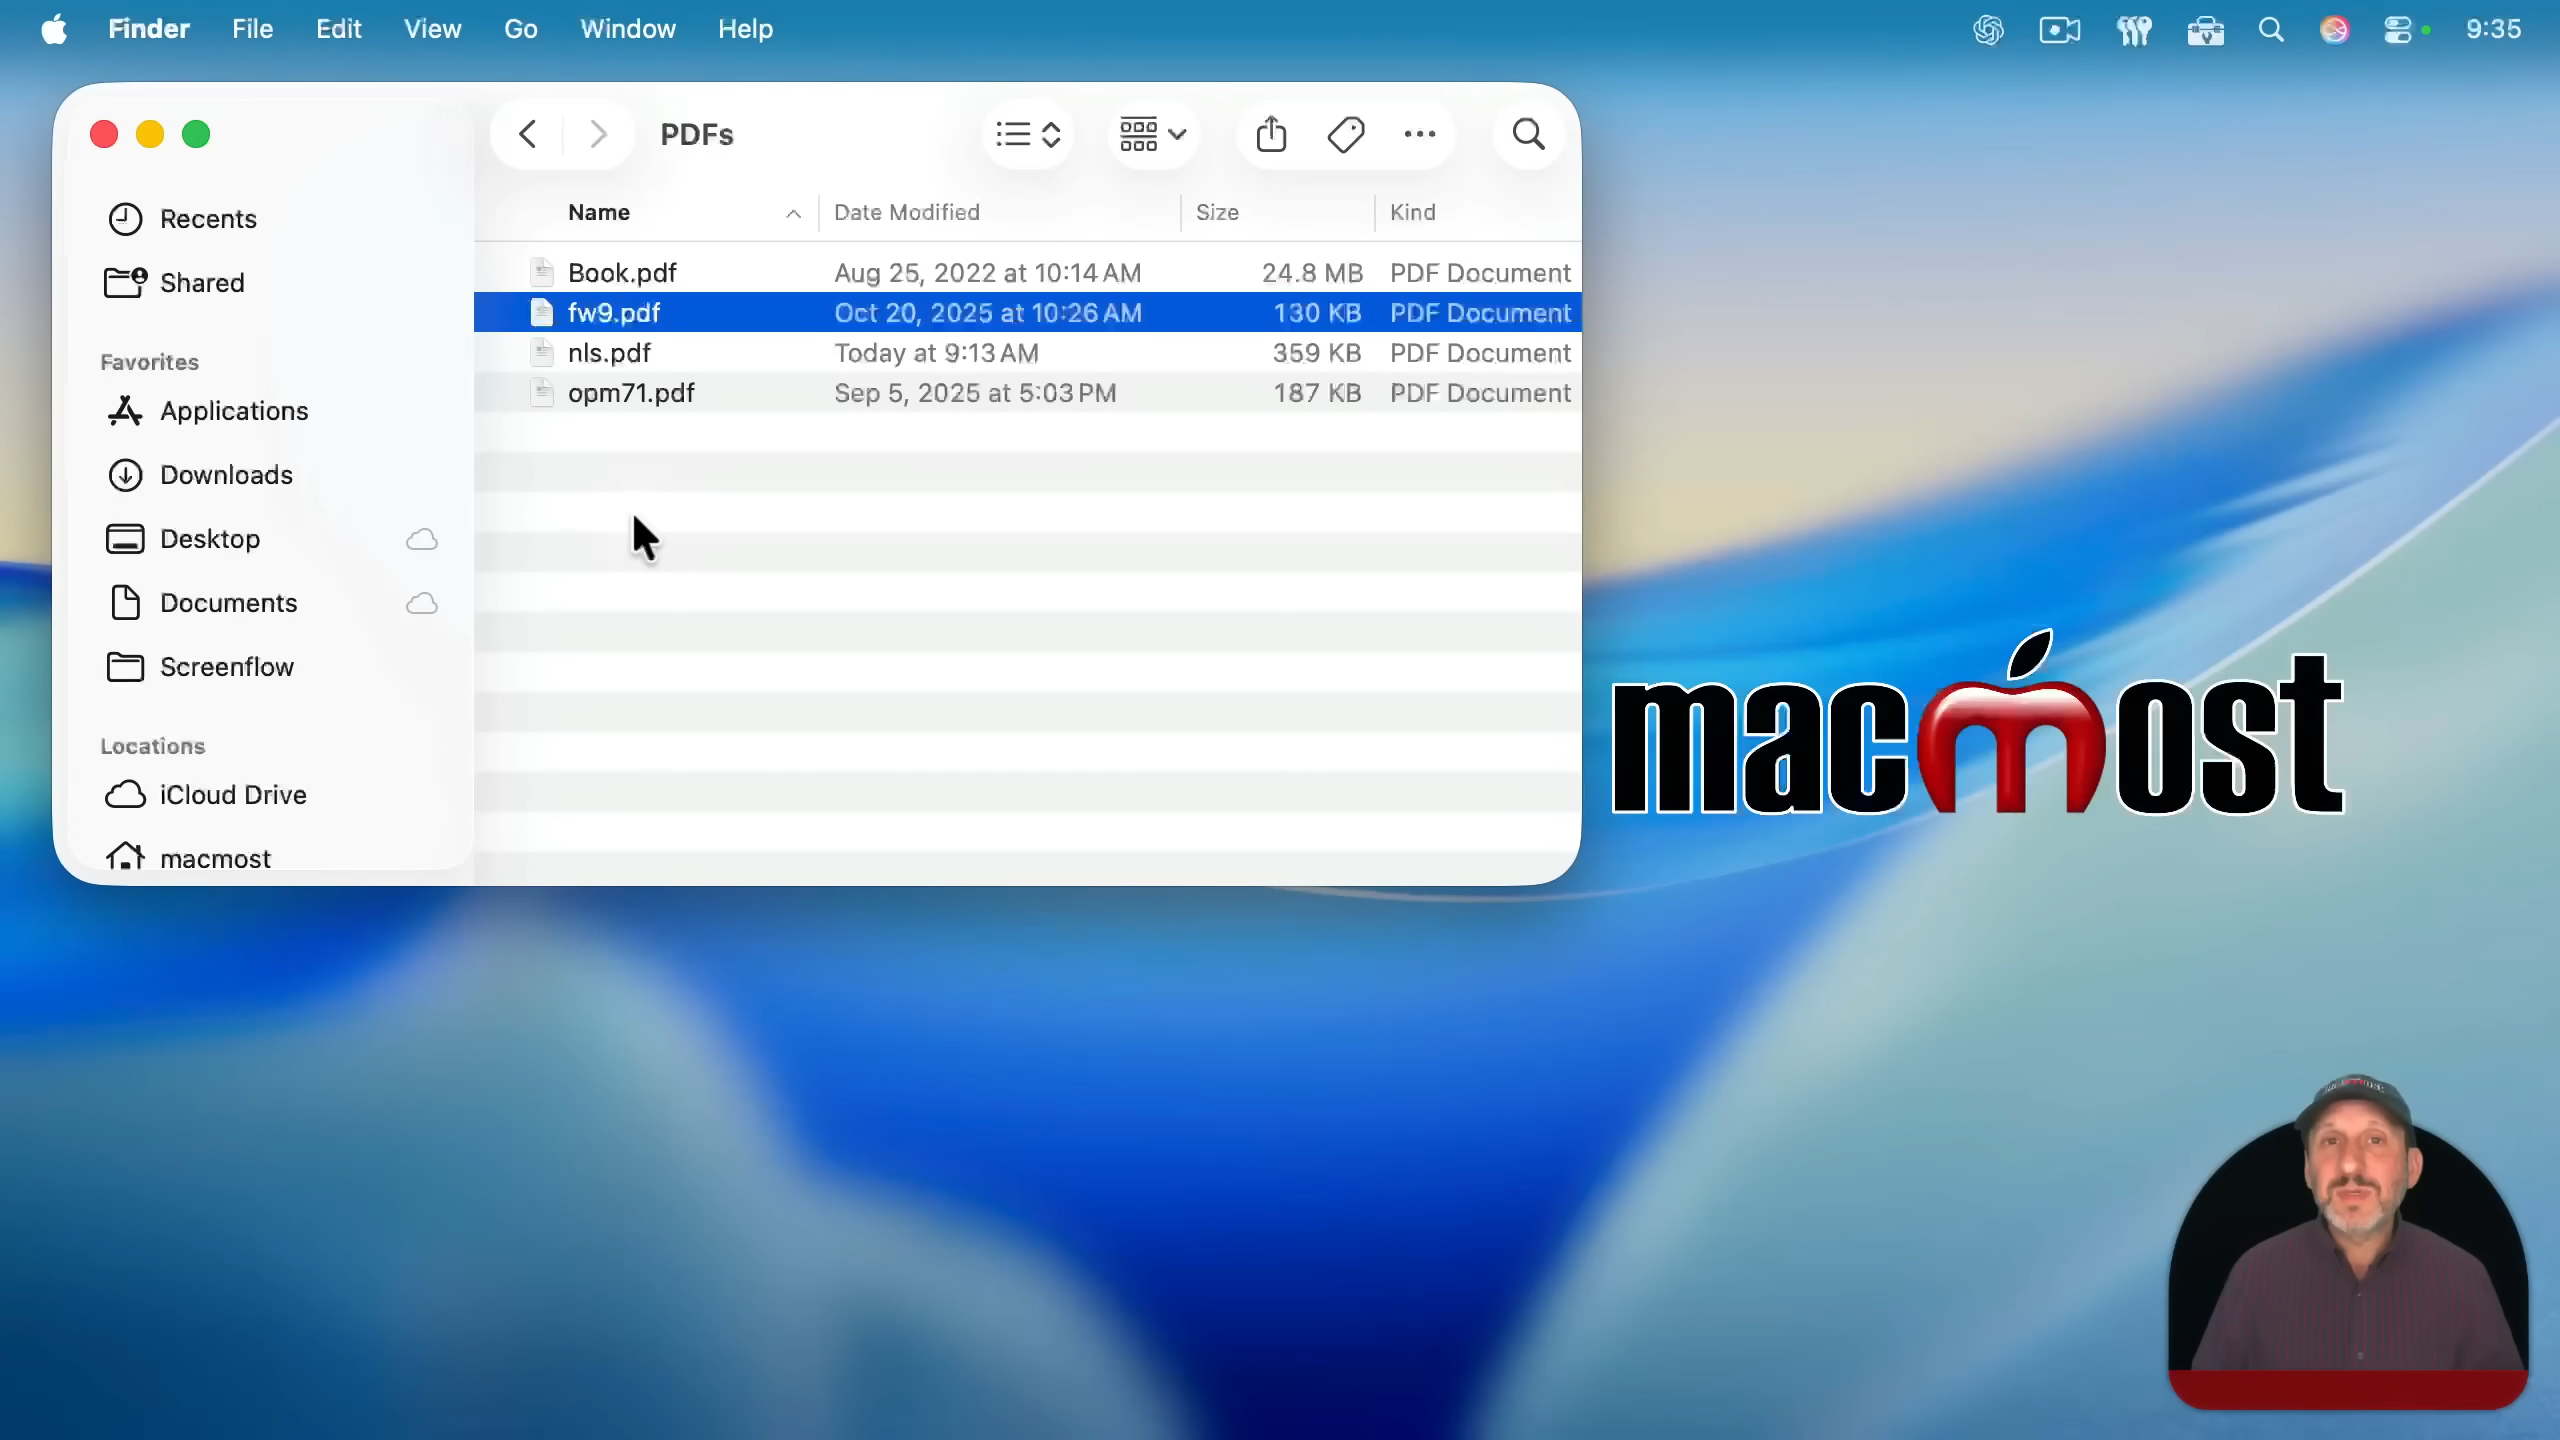 Finder File Edit View Go Window Help 9:35
PDFs
Recents
Shared
Favorites
Applications
Downloads
Desktop
Documents
Screenflow
Locations
iCloud Drive
macmost
Name Date Modified Size Kind
Book.pdf Aug 25, 2022 at 10:14 AM 24.8 MB PDF Document
fw9.pdf Oct 20, 2025 at 10:26 AM 130 KB PDF Document
nls.pdf Today at 9:13 AM 359 KB PDF Document
opm71.pdf Sep 5, 2025 at 5:03 PM 187 KB PDF Document
macmost